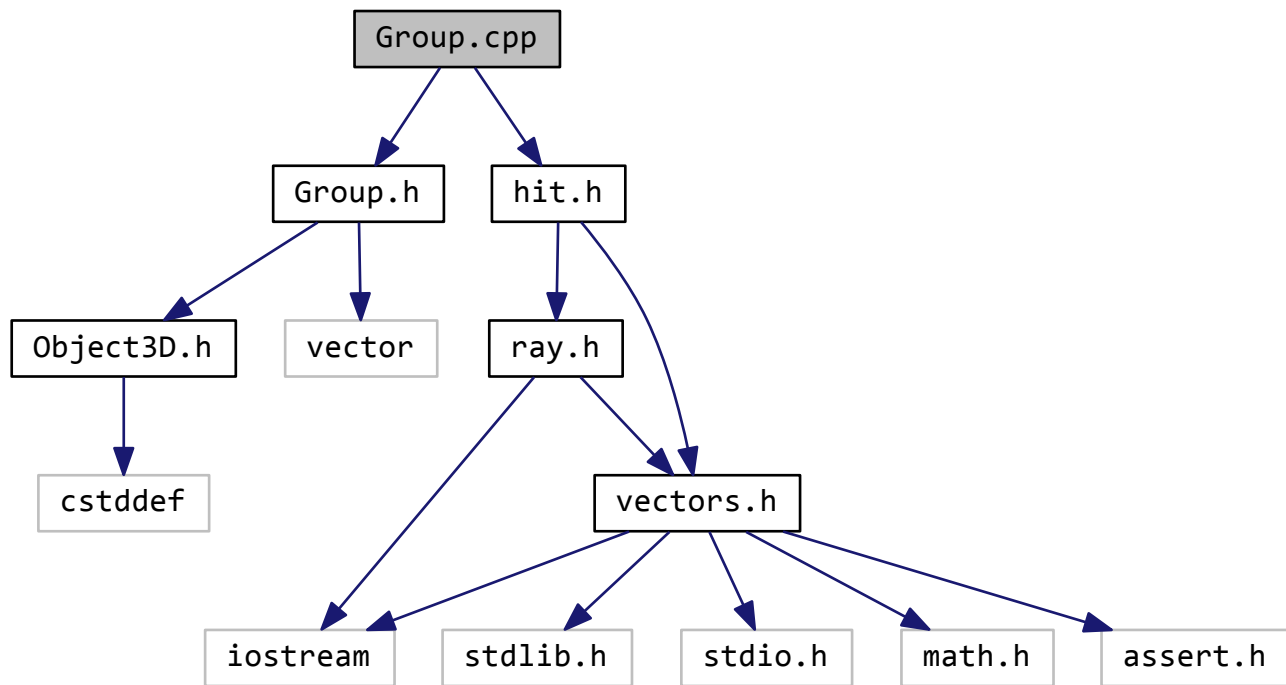 Group.cpp
Group.h
hit.h
Object3D.h
vector
ray.h
cstddef
vectors.h
iostream
stdlib.h
stdio.h
math.h
assert.h